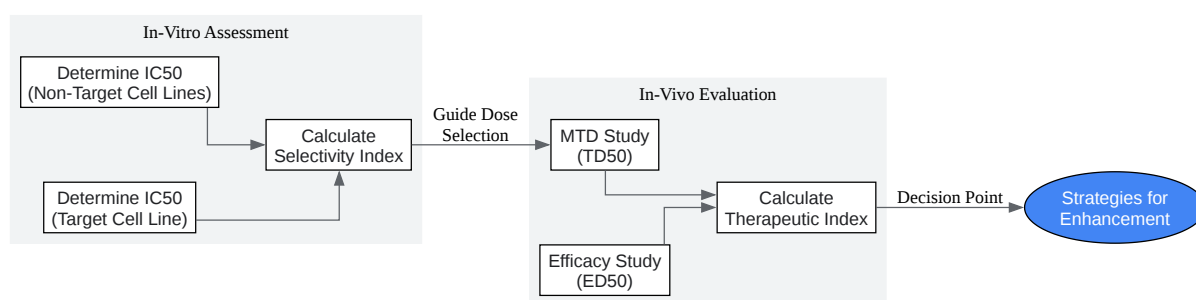 In-Vitro Assessment
Determine IC50
(Non-Target Cell Lines)
Calculate
Selectivity Index
Determine IC50
(Target Cell Line)
Guide Dose
Selection
In-Vivo Evaluation
MTD Study
(TD50)
Efficacy Study
(ED50)
Calculate
Therapeutic Index
Decision Point
Strategies for
Enhancement